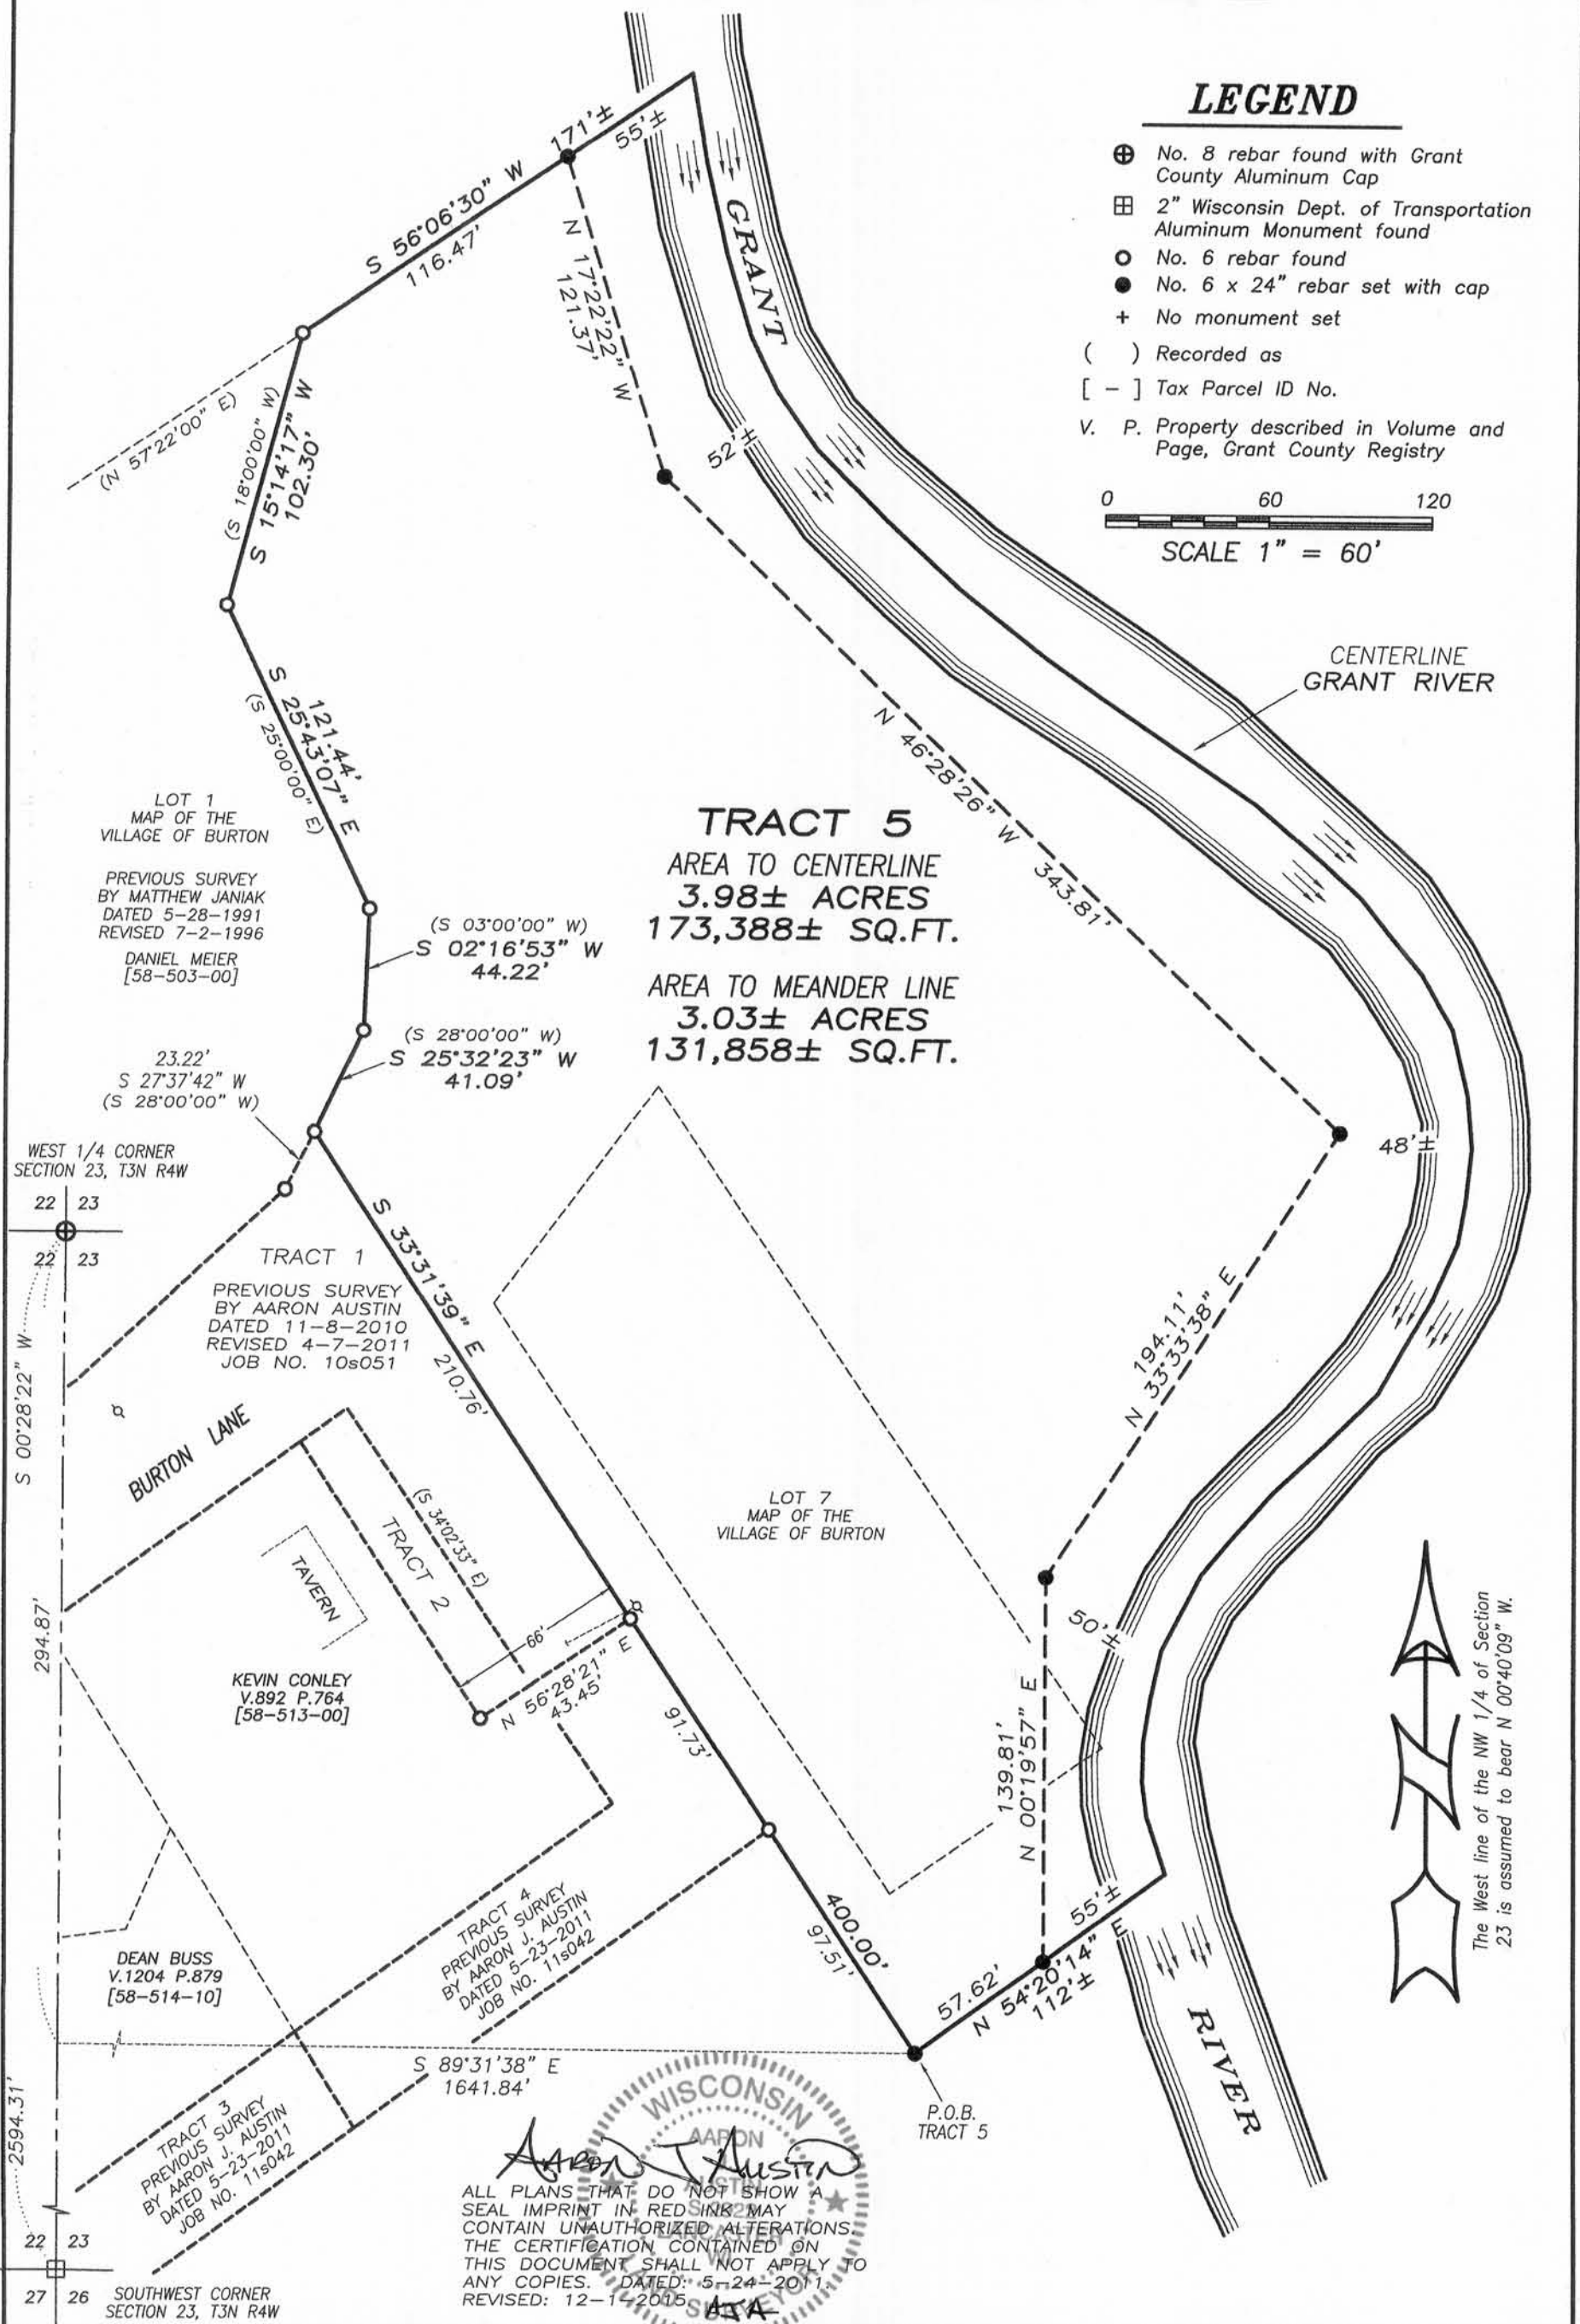 LEGEND
No. 8 rebar found with Grant
County Aluminum Cap
2" Wisconsin Dept. of Transportation
Aluminum Monument found
No. 6 rebar found
No. 6 x 24" rebar set with cap
+ No monument set
( ) Recorded as
[ - ] Tax Parcel ID No.
V. P. Property described in Volume and
Page, Grant County Registry
0 60 120
SCALE 1" = 60'
171'±
55'±
S 56°06'30" W
116.47'
N 17°22'22" W
121.37'
GRANT
(N 57°22'00" E)
(S 18°00'00" W)
S 15°14'17" W
102.30'
52'±
CENTERLINE
GRANT RIVER
121.44'
S 25°43'07" E
(S 25°00'00" E)
N 46°28'26" W 343.81'
LOT 1
MAP OF THE
VILLAGE OF BURTON
PREVIOUS SURVEY
BY MATTHEW JANIAK
DATED 5-28-1991
REVISED 7-2-1996
DANIEL MEIER
[58-503-00]
TRACT 5
AREA TO CENTERLINE
3.98± ACRES
173,388± SQ.FT.
AREA TO MEANDER LINE
3.03± ACRES
131,858± SQ.FT.
(S 03°00'00" W)
S 02°16'53" W
44.22'
(S 28°00'00" W)
S 25°32'23" W
41.09'
23.22'
S 27°37'42" W
(S 28°00'00" W)
WEST 1/4 CORNER
SECTION 23, T3N R4W
22 23
22 23
48'±
TRACT 1
PREVIOUS SURVEY
BY AARON AUSTIN
DATED 11-8-2010
REVISED 4-7-2011
JOB NO. 10s051
S 33°31'39" E
210.76'
S 00°28'22" W
294.87'
194.11'
N 33°33'38" E
BURTON LANE
(S 34°02'33" E)
TRACT 2
TAVERN
LOT 7
MAP OF THE
VILLAGE OF BURTON
66'
N 56°28'21" E
43.45'
KEVIN CONLEY
V.892 P.764
[58-513-00]
91.73'
50'±
139.81'
N 00°19'57" E
The West line of the NW 1/4 of Section
23 is assumed to bear N 00°40'09" W.
N
TRACT 4
PREVIOUS SURVEY
BY AARON J. AUSTIN
DATED 5-23-2011
JOB NO. 11s042
400.00'
97.51'
55'±
57.62'
N 54°20'14" E
112'±
DEAN BUSS
V.1204 P.879
[58-514-10]
S 89°31'38" E
1641.84'
RIVER
P.O.B.
TRACT 5
2594.31'
TRACT 3
PREVIOUS SURVEY
BY AARON J. AUSTIN
DATED 5-23-2011
JOB NO. 11s042
WISCONSIN
AARON
AUSTIN
LANCASTER
WI
LAND SURVEYOR
Aaron J Austin
ALL PLANS THAT DO NOT SHOW A
SEAL IMPRINT IN RED INK MAY
CONTAIN UNAUTHORIZED ALTERATIONS.
THE CERTIFICATION CONTAINED ON
THIS DOCUMENT SHALL NOT APPLY TO
ANY COPIES. DATED: 5-24-2011.
REVISED: 12-1-2015. AJA
22 23
27 26
SOUTHWEST CORNER
SECTION 23, T3N R4W